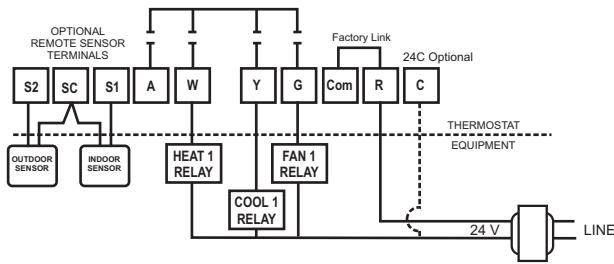 OPTIONAL
REMOTE SENSOR
TERMINALS
Factory Link
24C Optional
S2 SC S1 A W Y G Com R C
THERMOSTAT
EQUIPMENT
OUTDOOR
SENSOR
INDOOR
SENSOR
HEAT 1
RELAY
FAN 1
RELAY
COOL 1
RELAY
24 V
LINE